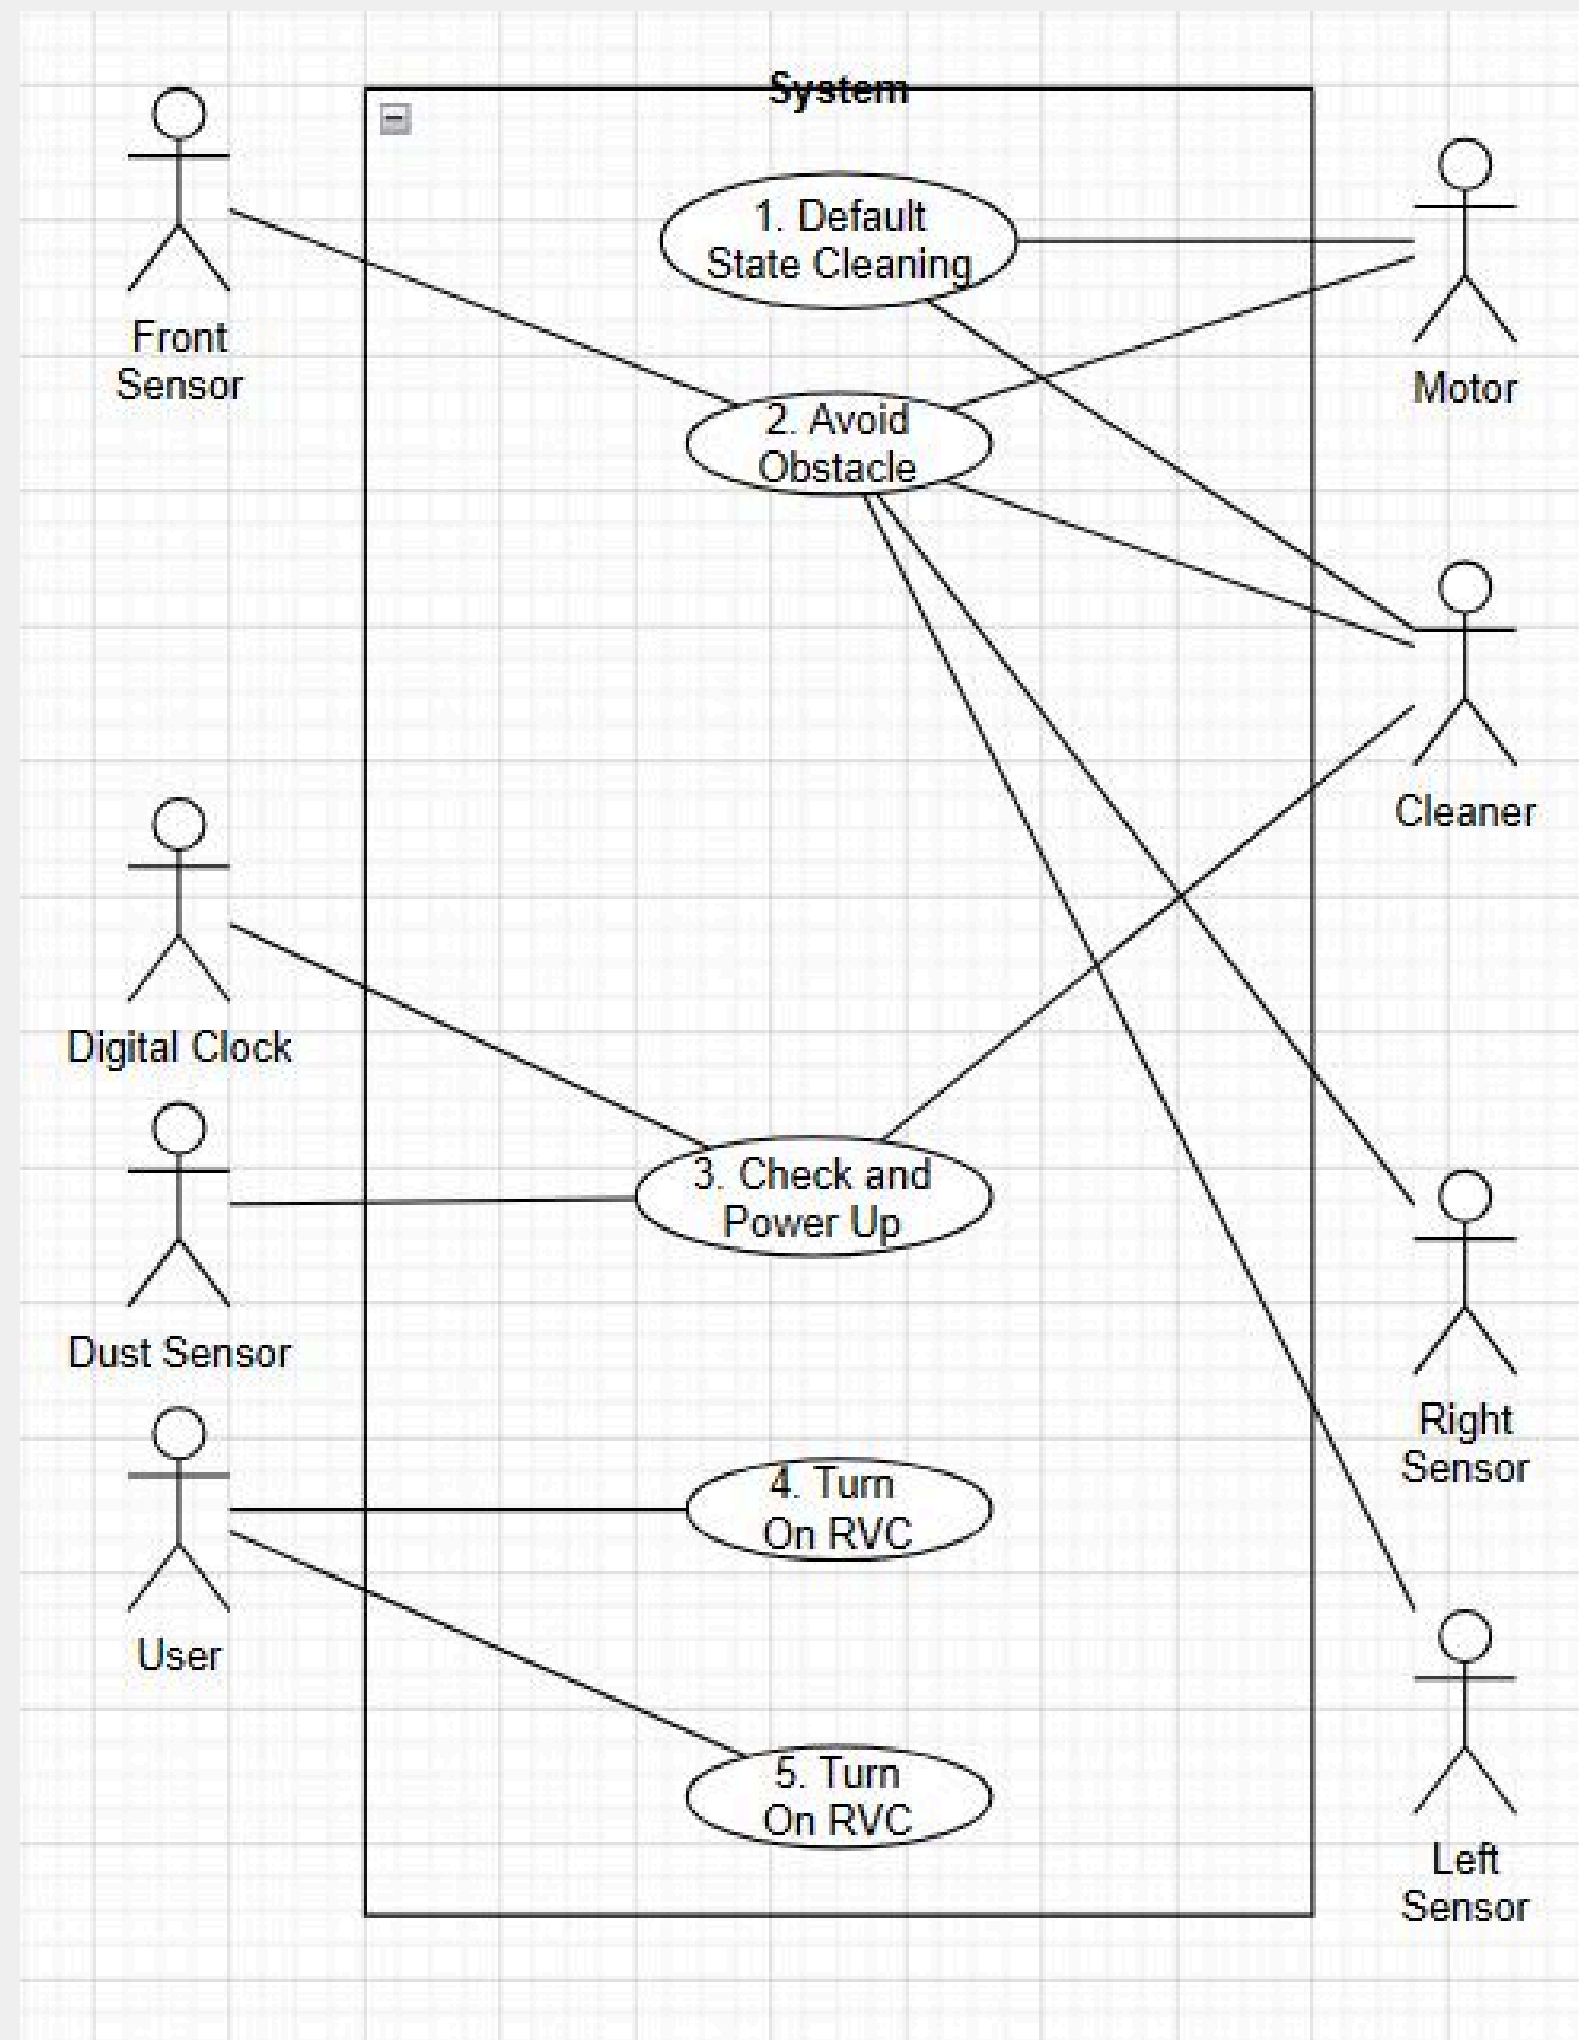 System
1. Default
State Cleaning
2. Avoid
Obstacle
3. Check and
Power Up
4. Turn
On RVC
5. Turn
On RVC
Front
Sensor
Digital Clock
Dust Sensor
User
Motor
Cleaner
Right
Sensor
Left
Sensor